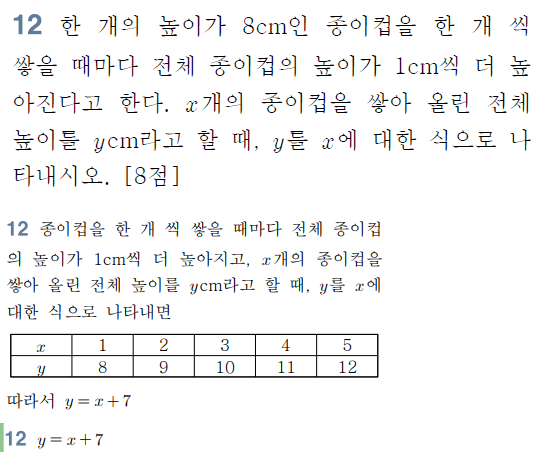 12 한 개의 높이가 8cm인 종이컵을 한 개 씩
쌓을 때마다 전체 종이컵의 높이가 1cm씩 더 높
아진다고 한다. x개의 종이컵을 쌓아 올린 전체
높이를 ycm라고 할 때, y를 x에 대한 식으로 나
타내시오. [8점]
12 종이컵을 한 개 씩 쌓을 때마다 전체 종이컵
의 높이가 1cm씩 더 높아지고, x개의 종이컵을
쌓아 올린 전체 높이를 ycm라고 할 때, y를 x에
대한 식으로 나타내면
x 1 2 3 4 5
y 8 9 10 11 12
따라서 y=x+7
12 y=x+7